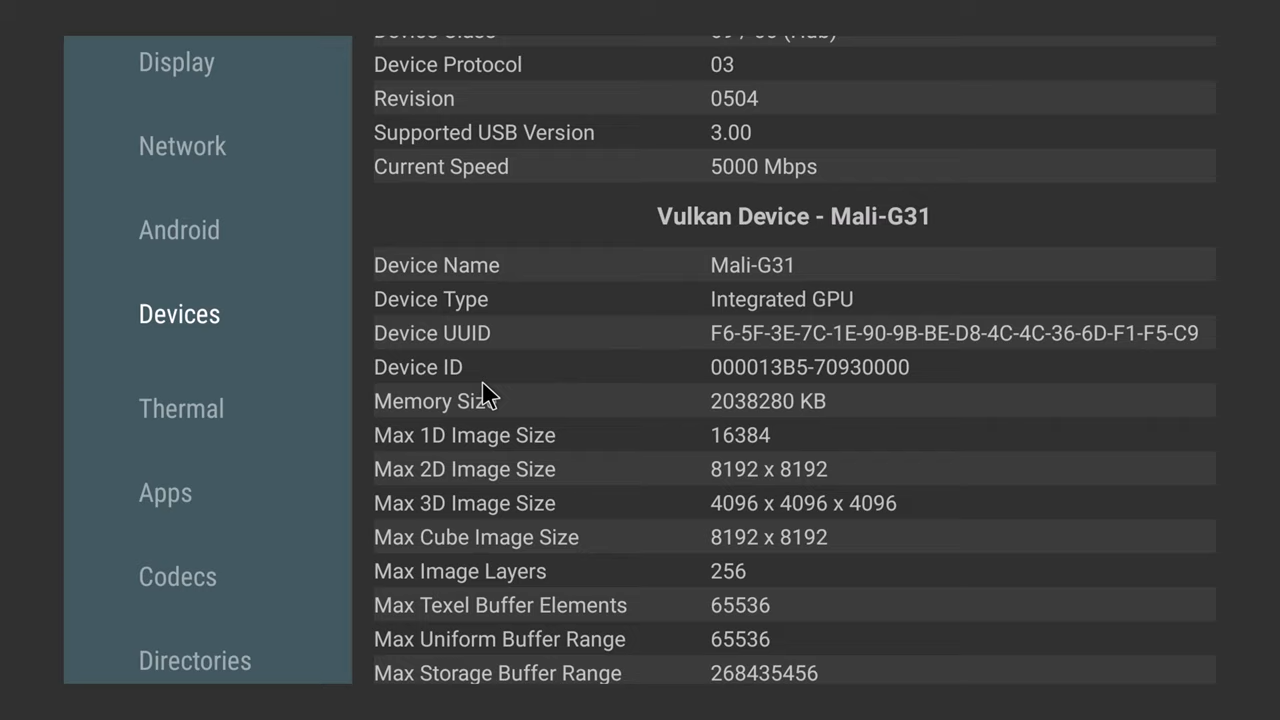 Display
Network
Android
Devices
Thermal
Apps
Codecs
Directories
Device Class 09 / 00 (Hub)
Device Protocol 03
Revision 0504
Supported USB Version 3.00
Current Speed 5000 Mbps
Vulkan Device - Mali-G31
Device Name Mali-G31
Device Type Integrated GPU
Device UUID F6-5F-3E-7C-1E-90-9B-BE-D8-4C-4C-36-6D-F1-F5-C9
Device ID 000013B5-70930000
Memory Size 2038280 KB
Max 1D Image Size 16384
Max 2D Image Size 8192 x 8192
Max 3D Image Size 4096 x 4096 x 4096
Max Cube Image Size 8192 x 8192
Max Image Layers 256
Max Texel Buffer Elements 65536
Max Uniform Buffer Range 65536
Max Storage Buffer Range 268435456